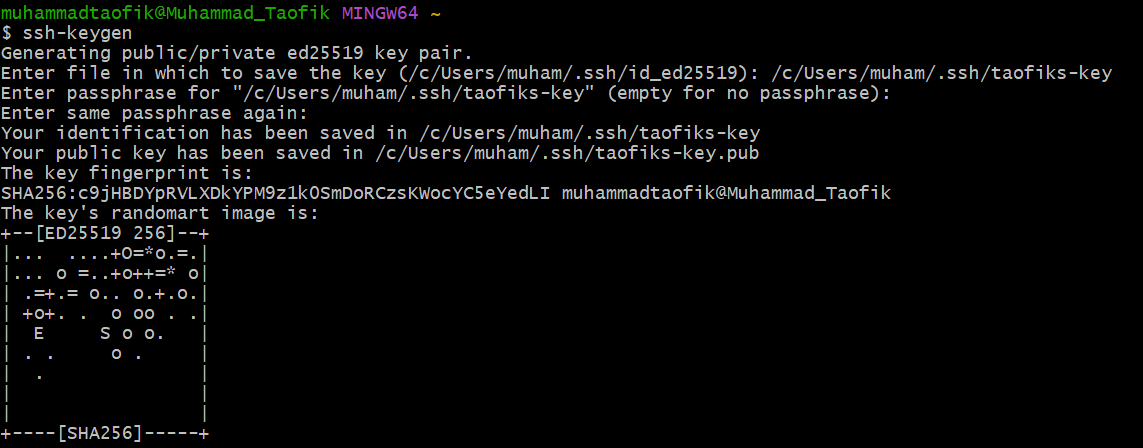 muhammadtaofik@Muhammad_Taofik MINGW64 ~
$ ssh-keygen
Generating public/private ed25519 key pair.
Enter file in which to save the key (/c/Users/muham/.ssh/id_ed25519): /c/Users/muham/.ssh/taofiks-key
Enter passphrase for "/c/Users/muham/.ssh/taofiks-key" (empty for no passphrase):
Enter same passphrase again:
Your identification has been saved in /c/Users/muham/.ssh/taofiks-key
Your public key has been saved in /c/Users/muham/.ssh/taofiks-key.pub
The key fingerprint is:
SHA256:c9jHBDYpRVLXDkYPM9z1kOSmDoRCzsKWocYC5eYedLI muhammadtaofik@Muhammad_Taofik
The key's randomart image is:
+--[ED25519 256]--+
|...  ....+O=*o.=.|
|... o =..+o++=* o|
| .=+.= o.. o.+.o.|
| +o+. .  o oo . .|
|  E     S o o.   |
| . .     o .     |
|  .              |
|                 |
|                 |
+----[SHA256]-----+